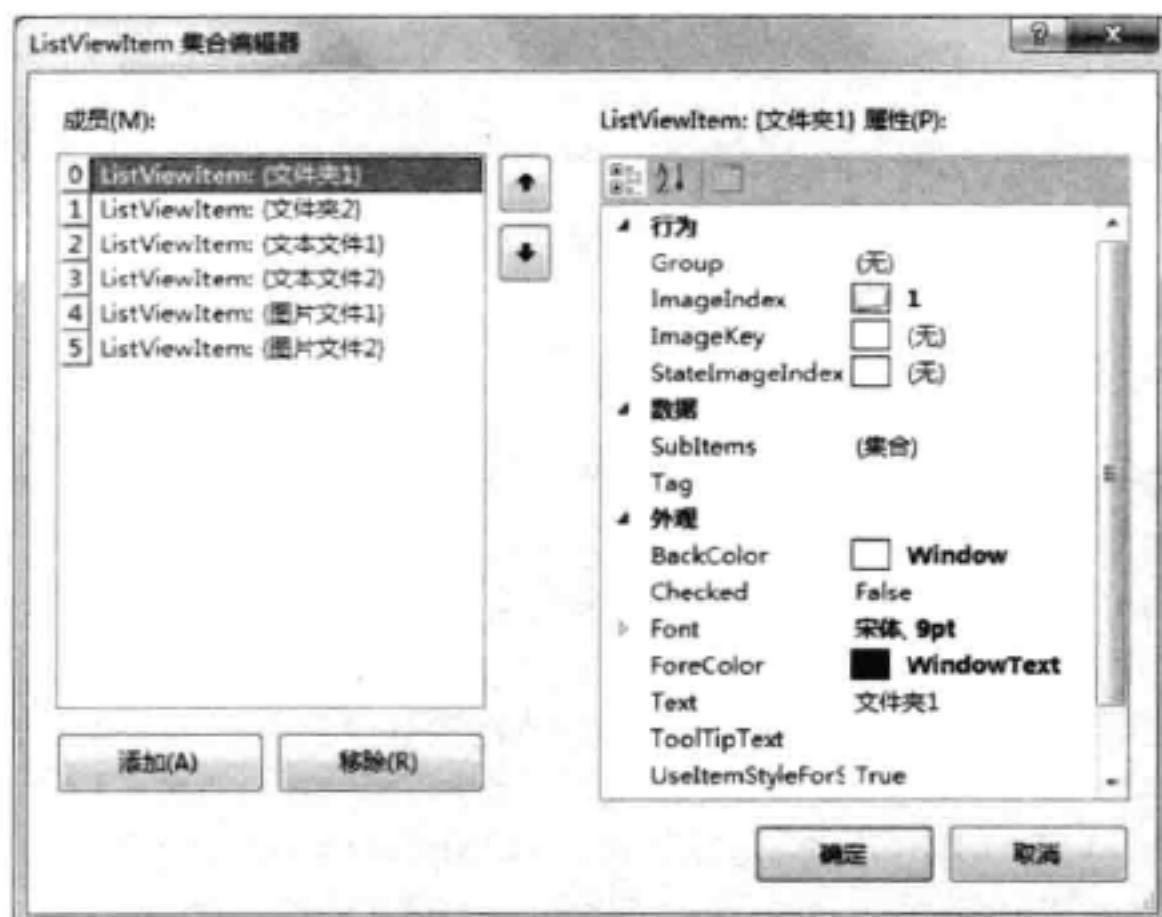 ListViewItem 集合编辑器
成员(M):
0 ListViewItem: {文件夹1}
1 ListViewItem: {文件夹2}
2 ListViewItem: {文本文件1}
3 ListViewItem: {文本文件2}
4 ListViewItem: {图片文件1}
5 ListViewItem: {图片文件2}
添加(A)
移除(R)
ListViewItem: {文件夹1} 属性(P):
行为
Group (无)
ImageIndex 1
ImageKey (无)
StateImageIndex (无)
数据
SubItems (集合)
Tag
外观
BackColor Window
Checked False
Font 宋体, 9pt
ForeColor WindowText
Text 文件夹1
ToolTipText
UseItemStyleForS True
确定
取消